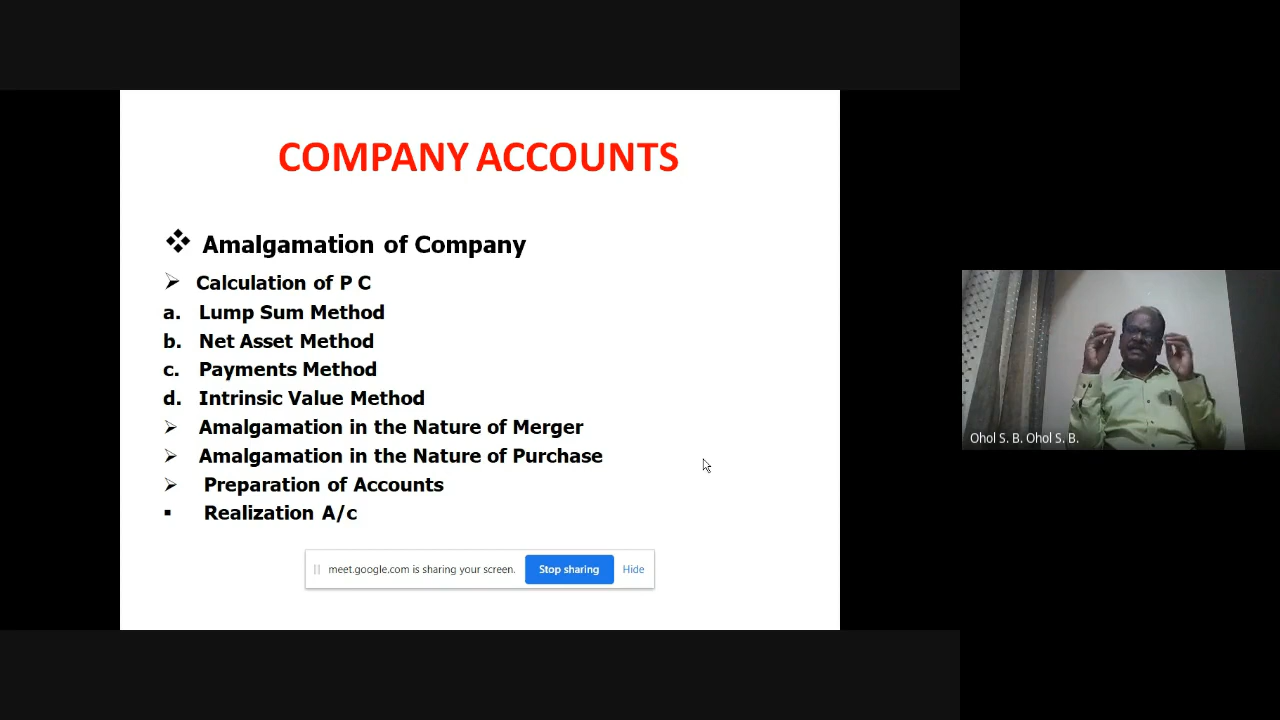 COMPANY ACCOUNTS
Amalgamation of Company
Calculation of P C
a. Lump Sum Method
b. Net Asset Method
c. Payments Method
d. Intrinsic Value Method
Amalgamation in the Nature of Merger
Amalgamation in the Nature of Purchase
Preparation of Accounts
Realization A/c
meet.google.com is sharing your screen. Stop sharing Hide
Ohol S. B. Ohol S. B.